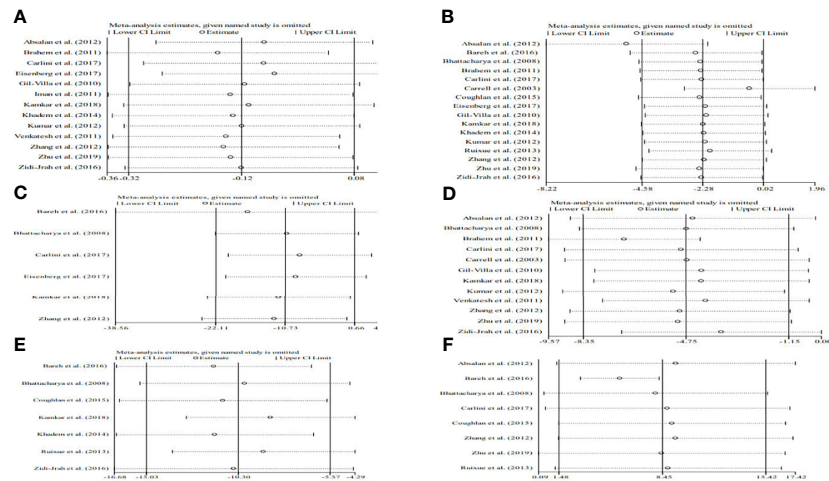 A
Meta-analysis estimates, given named study is omitted
| Lower CI Limit O Estimate | Upper CI Limit
Absalan et al. (2012)
Brahem et al. (2011)
Carlini et al. (2017)
Eisenberg et al. (2017)
Gil-Villa et al. (2010)
Iman et al. (2011)
Kamkar et al. (2018)
Khadem et al. (2014)
Kumar et al. (2012)
Venkatesh et al. (2011)
Zhang et al. (2012)
Zhu et al. (2019)
Zidi-Jrah et al. (2016)
-0.36 -0.32 -0.12 0.08
B
Meta-analysis estimates, given named study is omitted
| Lower CI Limit O Estimate | Upper CI Limit
Absalan et al. (2012)
Bareh et al. (2016)
Bhattacharya et al. (2008)
Brahem et al. (2011)
Carlini et al. (2017)
Carrell et al. (2003)
Coughlan et al. (2015)
Eisenberg et al. (2017)
Gil-Villa et al. (2010)
Kamkar et al. (2018)
Khadem et al. (2014)
Kumar et al. (2012)
Ruixue et al. (2013)
Zhang et al. (2012)
Zhu et al. (2019)
Zidi-Jrah et al. (2016)
-8.22 -4.58 -2.28 0.02 1.96
C
Meta-analysis estimates, given named study is omitted
| Lower CI Limit O Estimate | Upper CI Limit
Bareh et al. (2016)
Bhattacharya et al. (2008)
Carlini et al. (2017)
Eisenberg et al. (2017)
Kamkar et al. (2018)
Zhang et al. (2012)
-38.56 -22.11 -10.73 0.66 4
D
Meta-analysis estimates, given named study is omitted
| Lower CI Limit O Estimate | Upper CI Limit
Absalan et al. (2012)
Bhattacharya et al. (2008)
Brahem et al. (2011)
Carlini et al. (2017)
Carrell et al. (2003)
Gil-Villa et al. (2010)
Kamkar et al. (2018)
Kumar et al. (2012)
Venkatesh et al. (2011)
Zhang et al. (2012)
Zhu et al. (2019)
Zidi-Jrah et al. (2016)
-9.57 -8.35 -4.75 -1.15
E
Meta-analysis estimates, given named study is omitted
| Lower CI Limit O Estimate | Upper CI Limit
Bareh et al. (2016)
Bhattacharya et al. (2008)
Coughlan et al. (2015)
Kamkar et al. (2018)
Khadem et al. (2014)
Ruixue et al. (2013)
Zidi-Jrah et al. (2016)
-16.68 -15.03 -10.30 -5.57 -4.29
F
Absalan et al. (2012)
Bareh et al. (2016)
Bhattacharya et al. (2008)
Carlini et al. (2017)
Coughlan et al. (2015)
Zhang et al. (2012)
Zhu et al. (2019)
Ruixue et al. (2013)
0.09 1.48 8.45 15.42 17.42